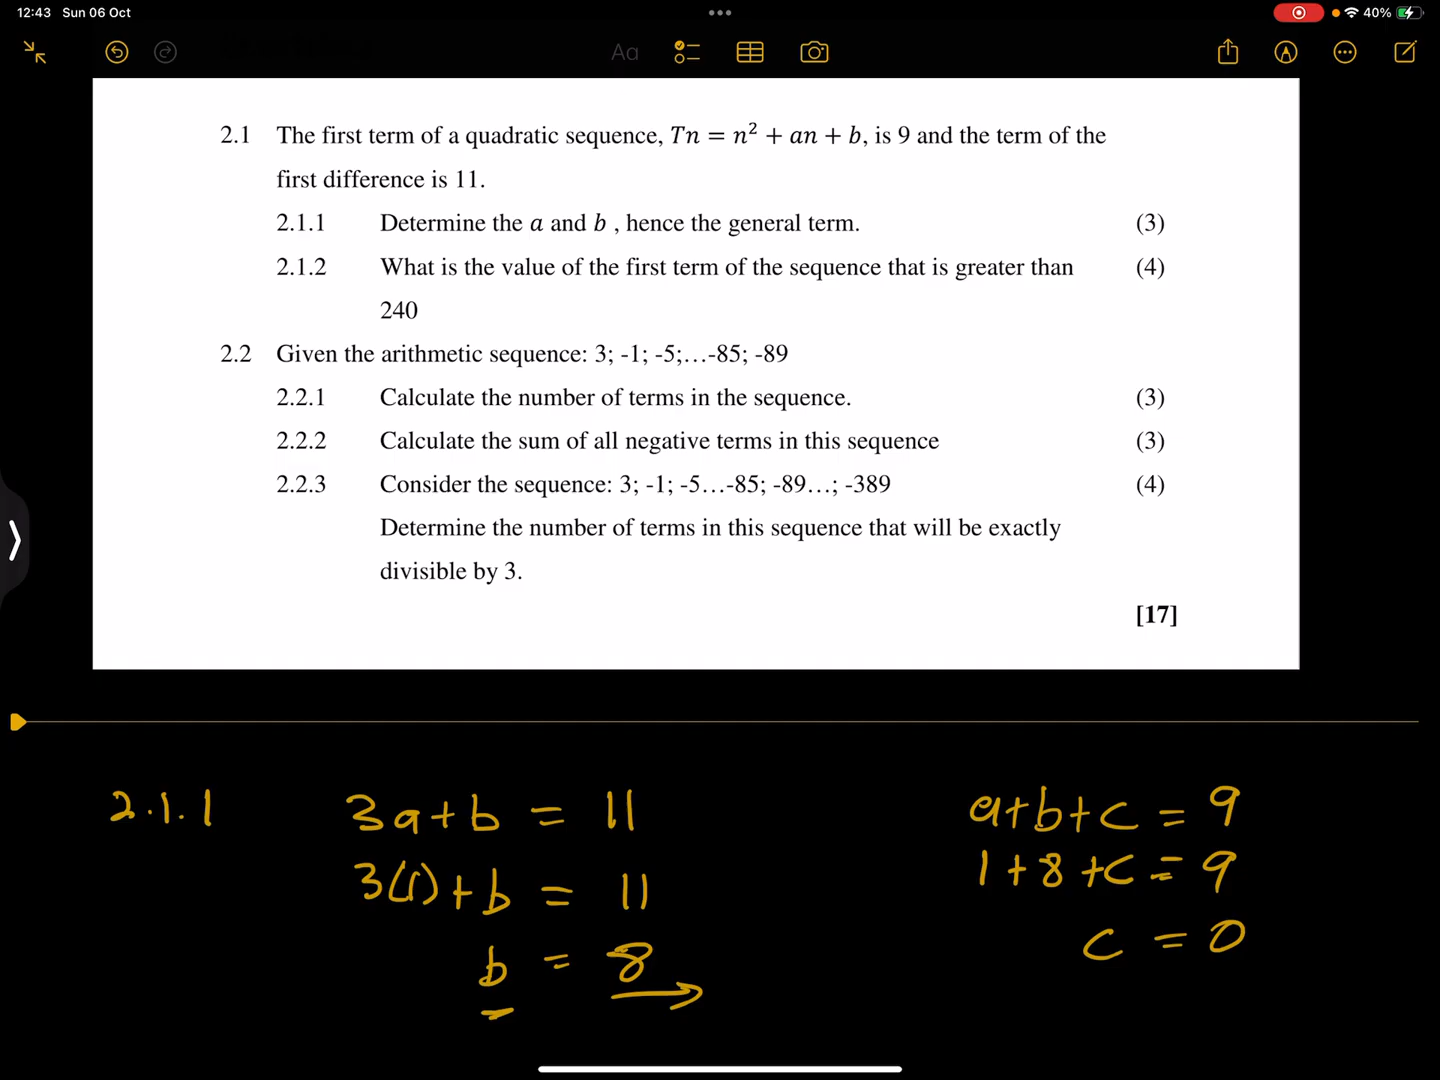 12:43 Sun 06 Oct
40%
Aa
2.1 The first term of a quadratic sequence, Tn = n² + an + b, is 9 and the term of the
first difference is 11.
2.1.1 Determine the a and b , hence the general term. (3)
2.1.2 What is the value of the first term of the sequence that is greater than (4)
240
2.2 Given the arithmetic sequence: 3; -1; -5;…-85; -89
2.2.1 Calculate the number of terms in the sequence. (3)
2.2.2 Calculate the sum of all negative terms in this sequence (3)
2.2.3 Consider the sequence: 3; -1; -5…-85; -89…; -389 (4)
Determine the number of terms in this sequence that will be exactly
divisible by 3.
[17]
2.1.1 3a+b = 11 a+b+c = 9
3(1)+b = 11 1+8+c = 9
b = 8 c = 0